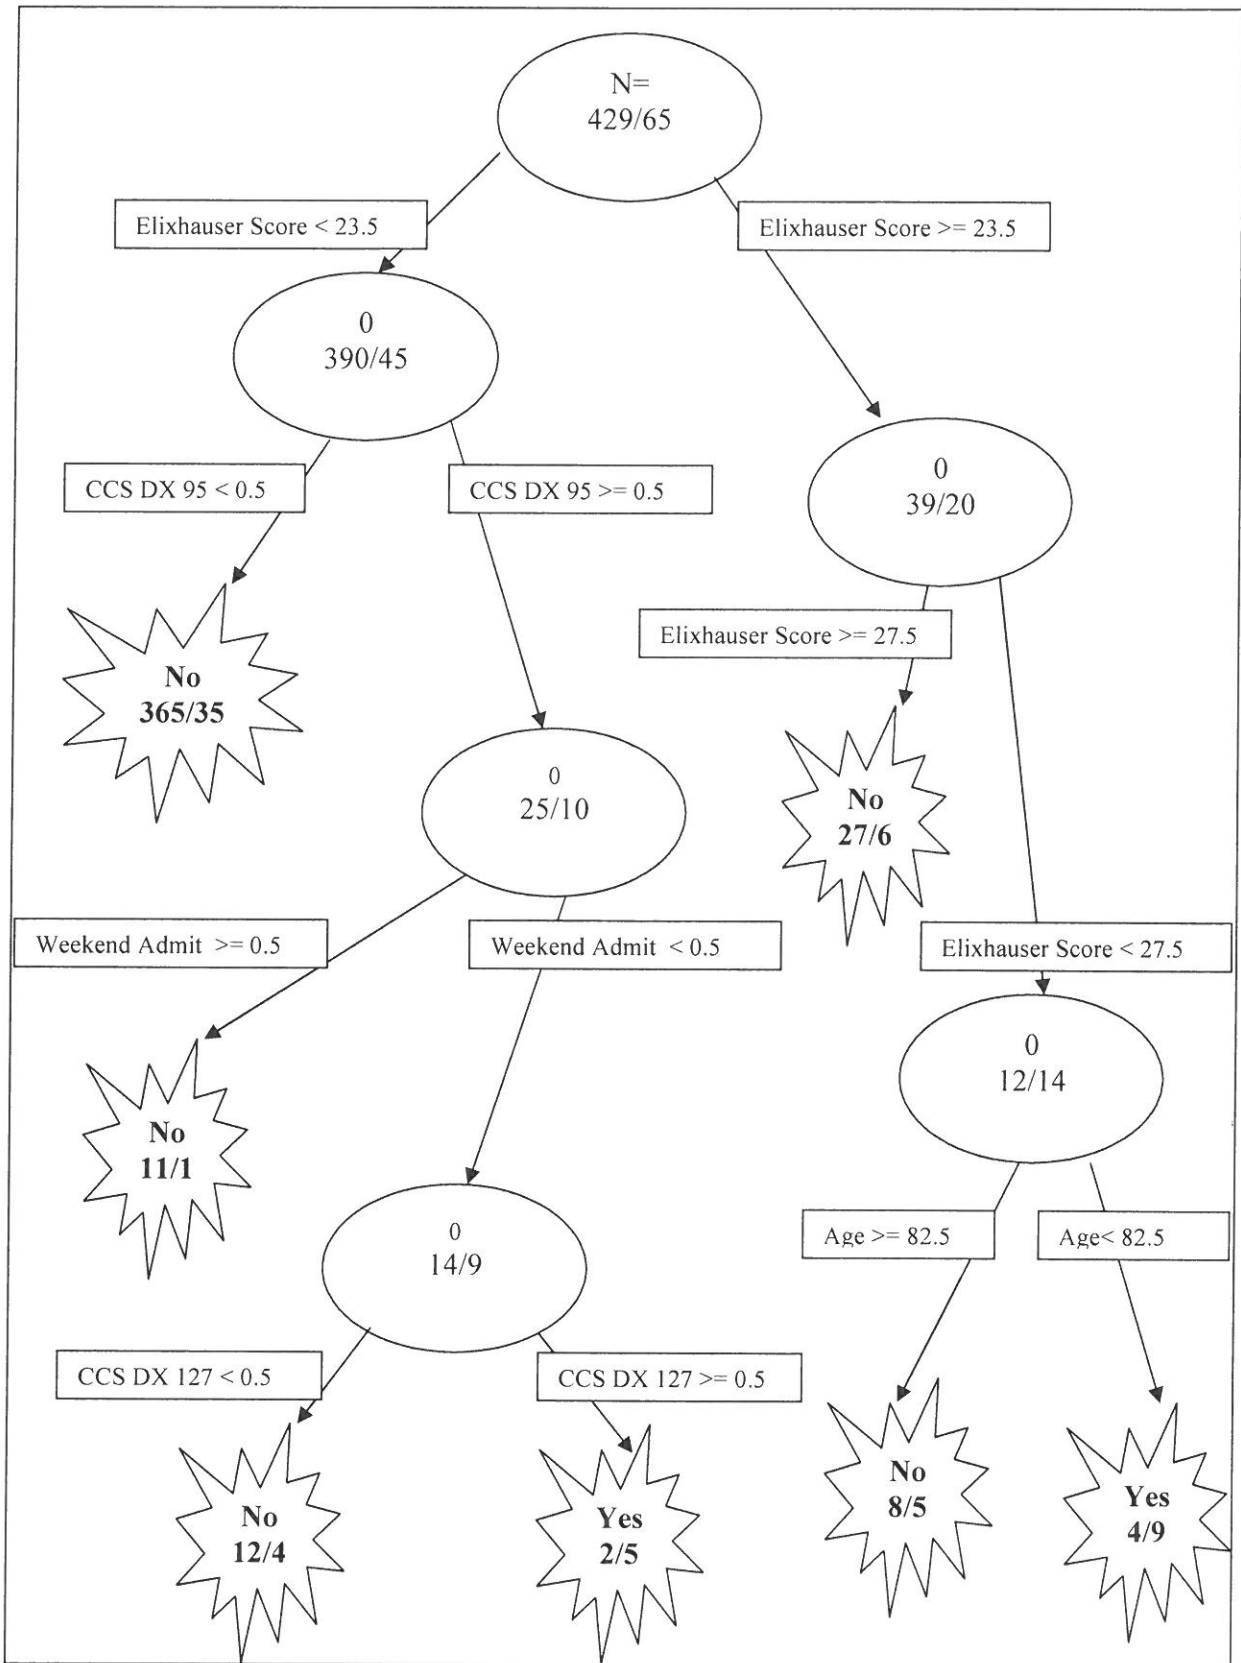 N=
429/65
Elixhauser Score < 23.5
Elixhauser Score >= 23.5
0
390/45
CCS DX 95 < 0.5
CCS DX 95 >= 0.5
0
39/20
No
365/35
Elixhauser Score >= 27.5
0
25/10
No
27/6
Weekend Admit >= 0.5
Weekend Admit < 0.5
Elixhauser Score < 27.5
0
12/14
No
11/1
0
14/9
Age >= 82.5
Age< 82.5
CCS DX 127 < 0.5
CCS DX 127 >= 0.5
No
8/5
Yes
4/9
No
12/4
Yes
2/5